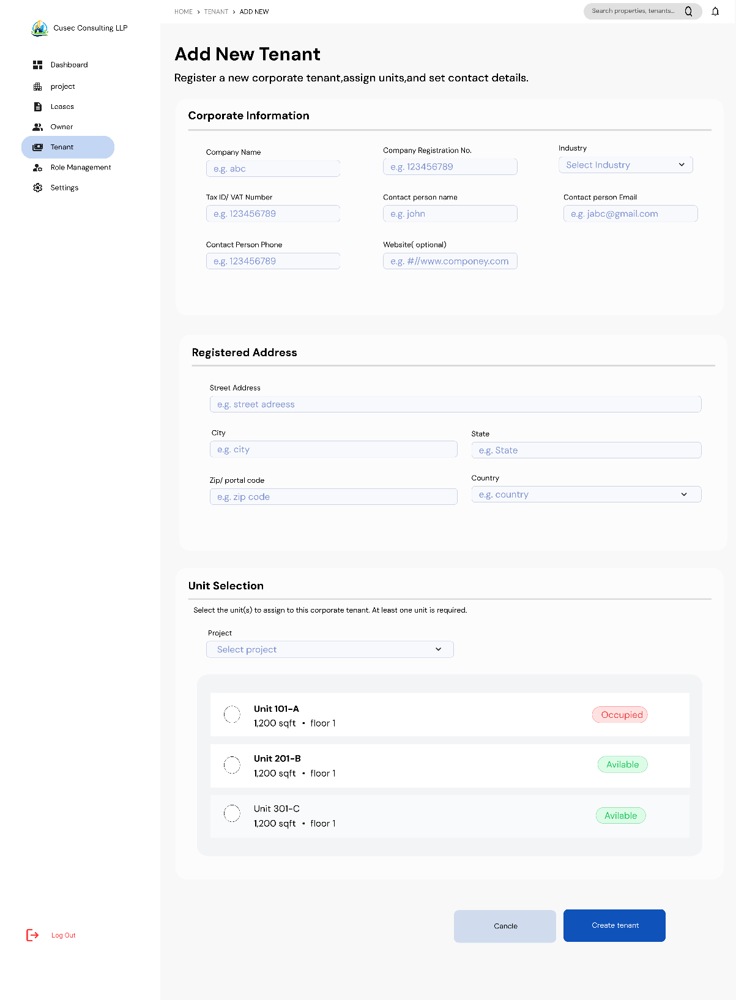 HOME > TENANT > ADD NEW
Search properties, tenants...
Cusec Consulting LLP
Dashboard
project
Leases
Owner
Tenant
Role Management
Settings
Log Out
Add New Tenant
Register a new corporate tenant,assign units,and set contact details.
Corporate Information
Company Name
e.g. abc
Company Registration No.
e.g. 123456789
Industry
Select Industry
Tax ID/ VAT Number
e.g. 123456789
Contact person name
e.g. john
Contact person Email
e.g. jabc@gmail.com
Contact Person Phone
e.g. 123456789
Website( optional)
e.g. #//www.componey.com
Registered Address
Street Address
e.g. street adreess
City
e.g. city
State
e.g. State
Zip/ portal code
e.g. zip code
Country
e.g. country
Unit Selection
Select the unit(s) to assign to this corporate tenant. At least one unit is required.
Project
Select project
Unit 101-A
1,200 sqft • floor 1
Occupied
Unit 201-B
1,200 sqft • floor 1
Avilable
Unit 301-C
1,200 sqft • floor 1
Avilable
Cancle
Create tenant